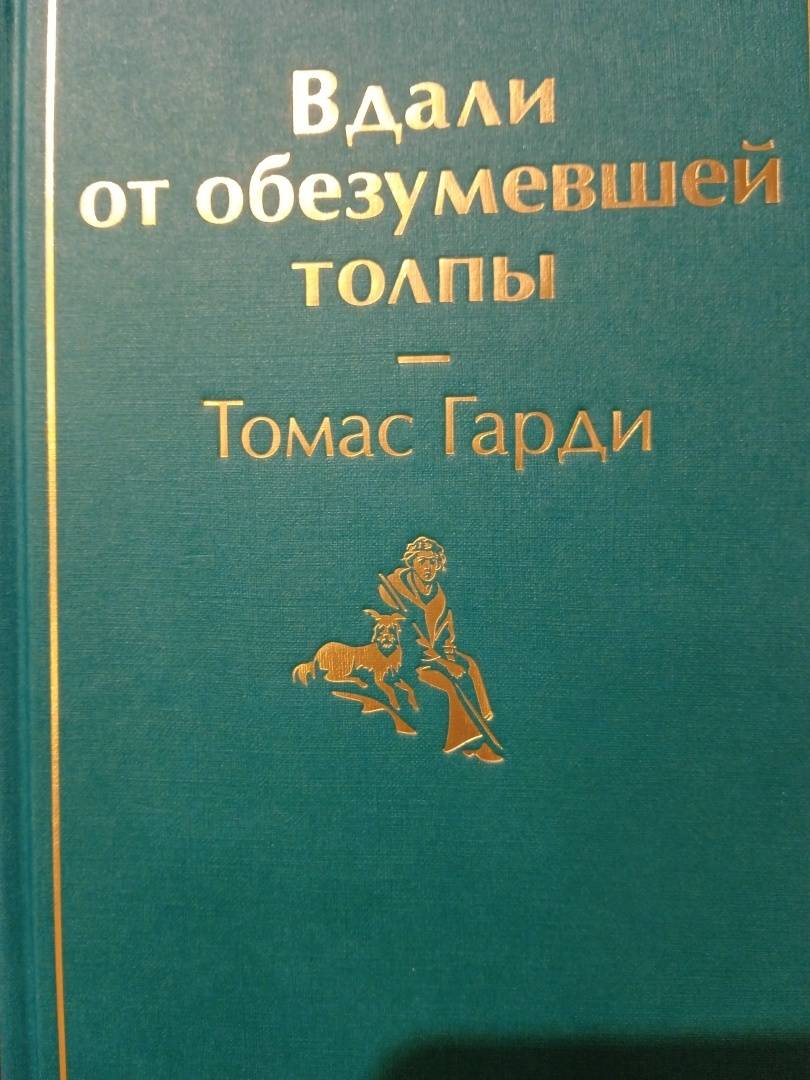 Вдали
от обезумевшей
толпы
—
Томас Гарди